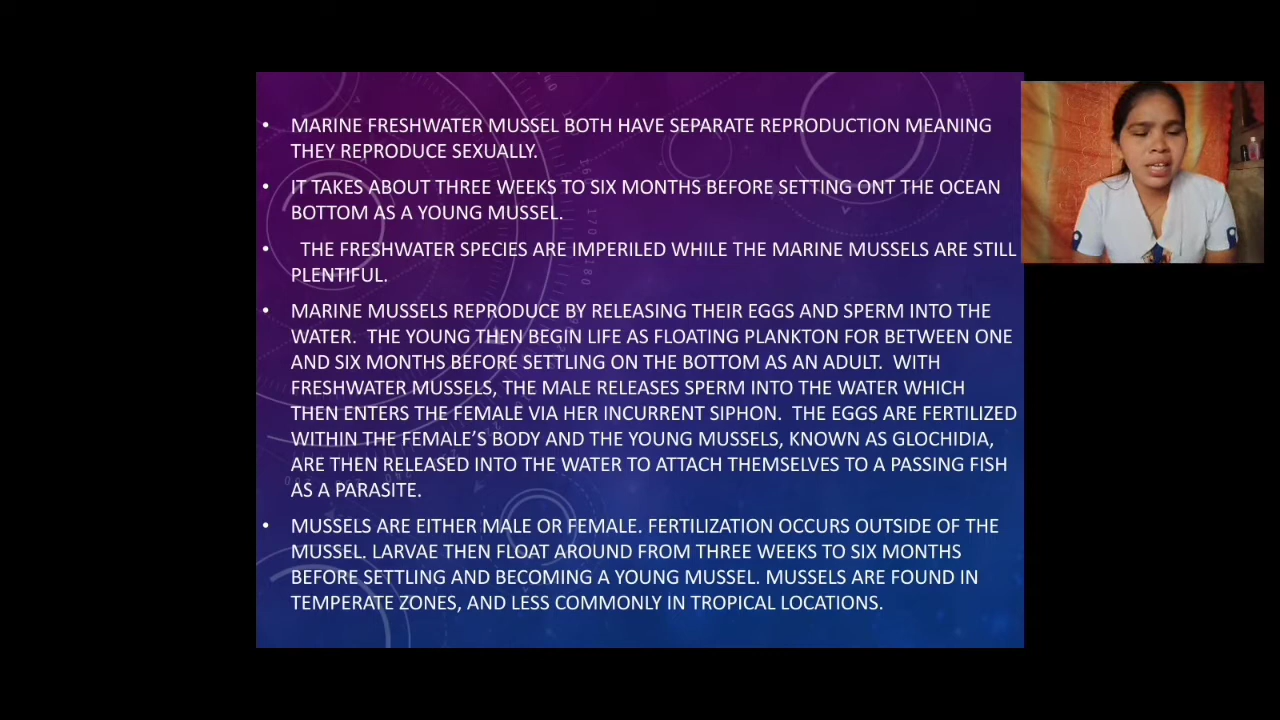 • MARINE FRESHWATER MUSSEL BOTH HAVE SEPARATE REPRODUCTION MEANING
THEY REPRODUCE SEXUALLY.
• IT TAKES ABOUT THREE WEEKS TO SIX MONTHS BEFORE SETTING ONT THE OCEAN
BOTTOM AS A YOUNG MUSSEL.
• THE FRESHWATER SPECIES ARE IMPERILED WHILE THE MARINE MUSSELS ARE STILL
PLENTIFUL.
• MARINE MUSSELS REPRODUCE BY RELEASING THEIR EGGS AND SPERM INTO THE
WATER. THE YOUNG THEN BEGIN LIFE AS FLOATING PLANKTON FOR BETWEEN ONE
AND SIX MONTHS BEFORE SETTLING ON THE BOTTOM AS AN ADULT. WITH
FRESHWATER MUSSELS, THE MALE RELEASES SPERM INTO THE WATER WHICH
THEN ENTERS THE FEMALE VIA HER INCURRENT SIPHON. THE EGGS ARE FERTILIZED
WITHIN THE FEMALE'S BODY AND THE YOUNG MUSSELS, KNOWN AS GLOCHIDIA,
ARE THEN RELEASED INTO THE WATER TO ATTACH THEMSELVES TO A PASSING FISH
AS A PARASITE.
• MUSSELS ARE EITHER MALE OR FEMALE. FERTILIZATION OCCURS OUTSIDE OF THE
MUSSEL. LARVAE THEN FLOAT AROUND FROM THREE WEEKS TO SIX MONTHS
BEFORE SETTLING AND BECOMING A YOUNG MUSSEL. MUSSELS ARE FOUND IN
TEMPERATE ZONES, AND LESS COMMONLY IN TROPICAL LOCATIONS.